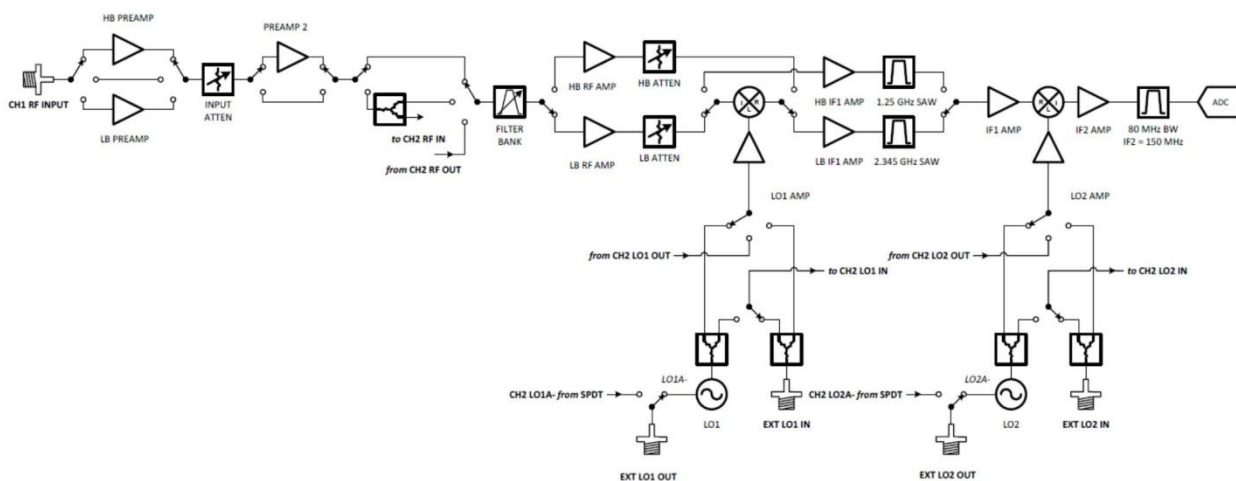 HB PREAMP
PREAMP 2
CH1 RF INPUT
INPUT
ATTEN
LB PREAMP
to CH2 RF IN
from CH2 RF OUT
FILTER
BANK
HB RF AMP
HB ATTEN
LB RF AMP
LB ATTEN
I
R
L
HB IF1 AMP
1.25 GHz SAW
LB IF1 AMP
2.345 GHz SAW
IF1 AMP
R
I
L
IF2 AMP
80 MHz BW
IF2 = 150 MHz
ADC
LO1 AMP
LO2 AMP
from CH2 LO1 OUT
to CH2 LO1 IN
from CH2 LO2 OUT
to CH2 LO2 IN
LO1A-
CH2 LO1A- from SPDT
LO1
EXT LO1 IN
EXT LO1 OUT
LO2A-
CH2 LO2A- from SPDT
LO2
EXT LO2 IN
EXT LO2 OUT